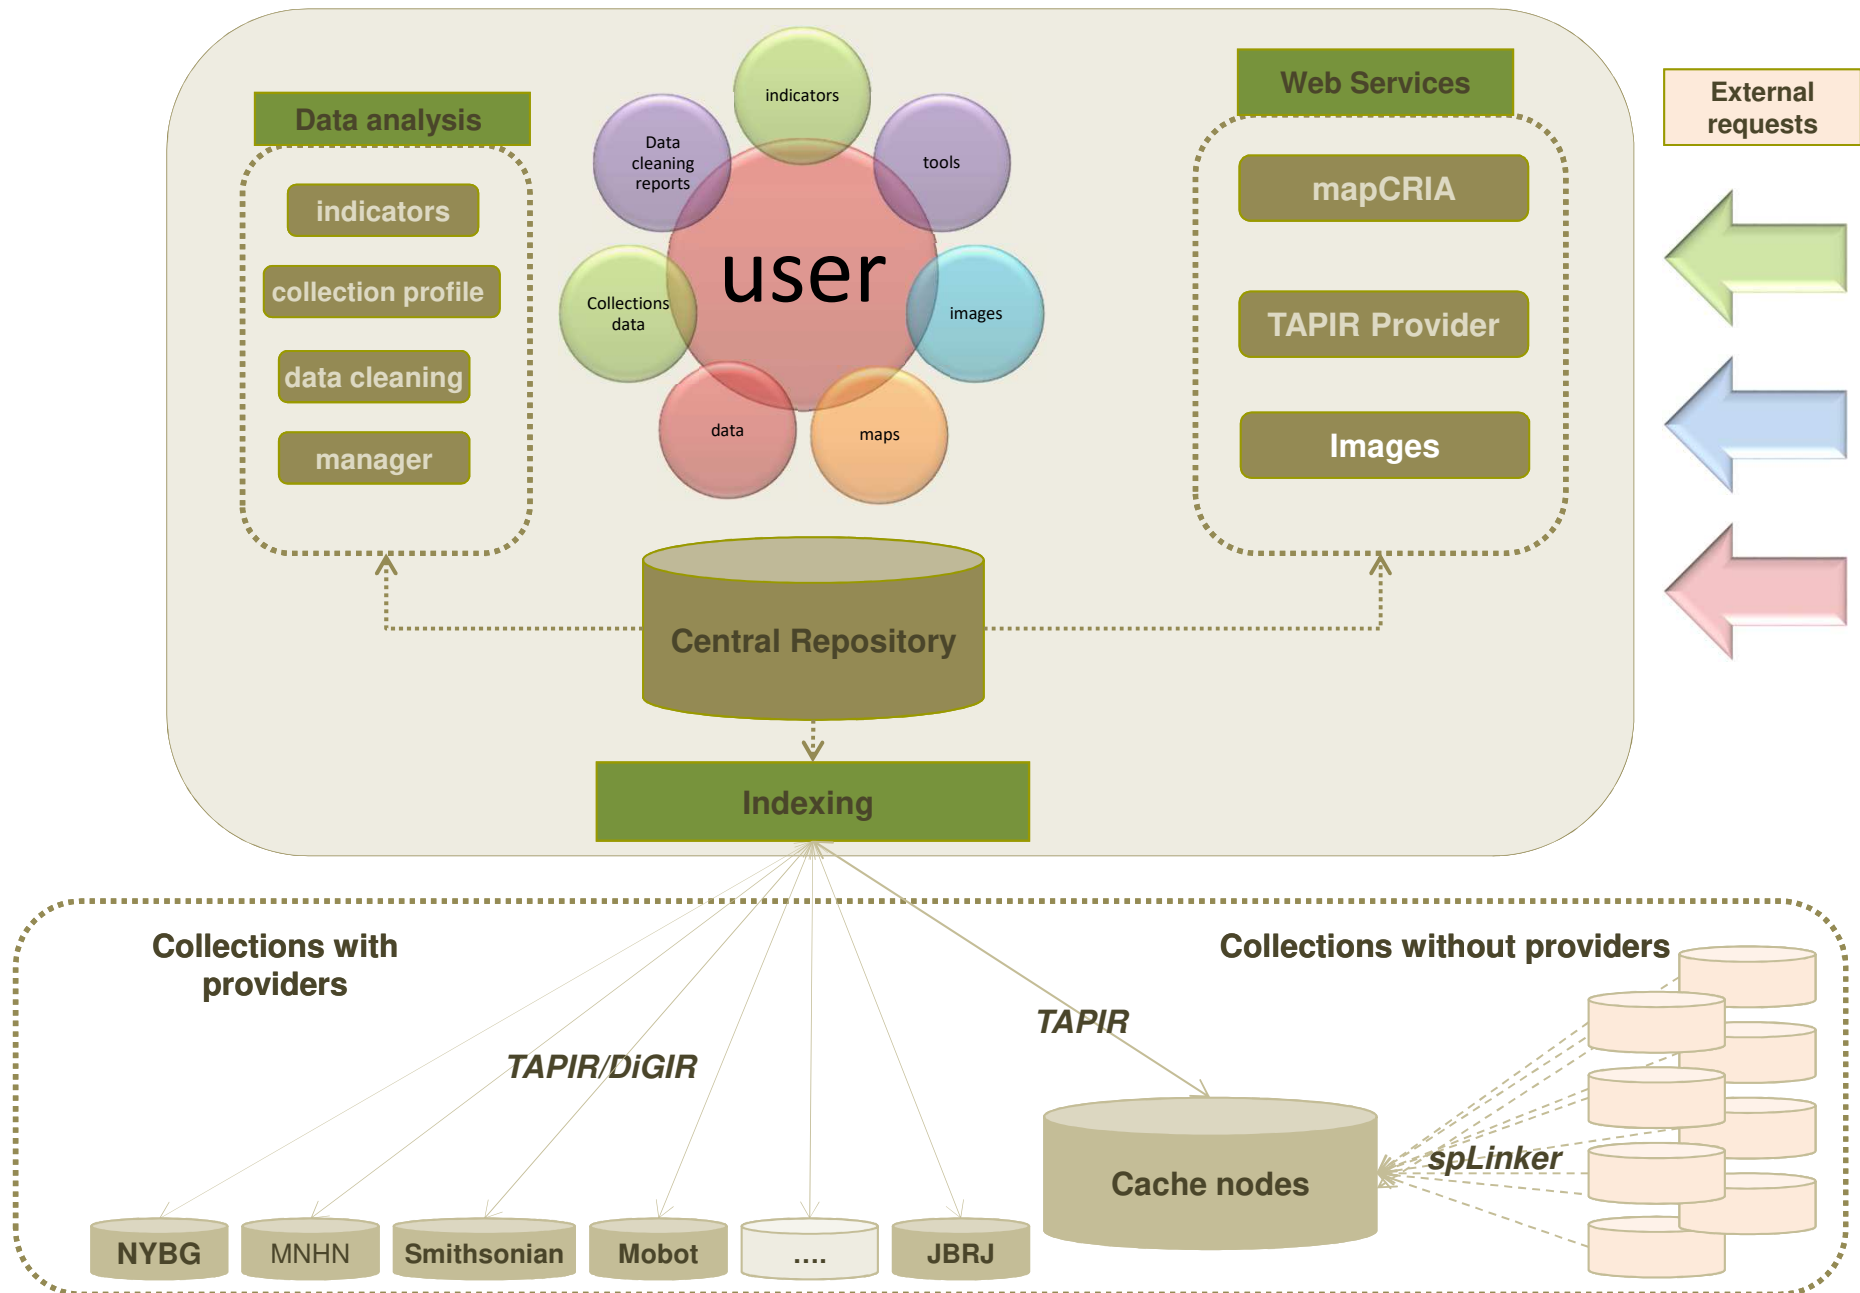 Data analysis
indicators
collection profile
data cleaning
manager
indicators
Data
cleaning
reports
tools
user
Collections
data
images
data
maps
Web Services
mapCRIA
TAPIR Provider
Images
External
requests
Central Repository
Indexing
Collections with
providers
Collections without providers
TAPIR/DiGIR
TAPIR
spLinker
Cache nodes
NYBG
MNHN
Smithsonian
Mobot
....
JBRJ